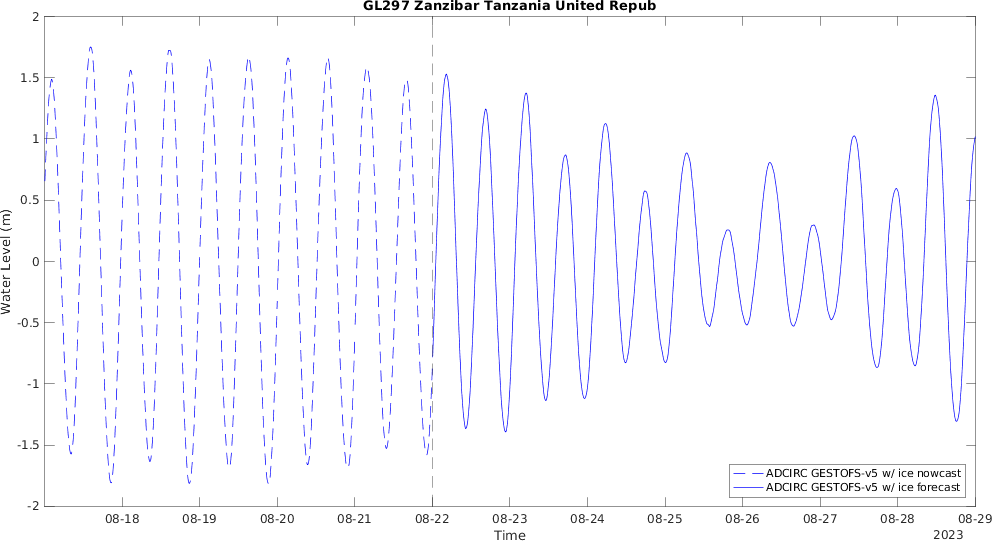 GL297 Zanzibar Tanzania United Repub
Water Level (m)
2
1.5
1
0.5
0
-0.5
-1
-1.5
-2
08-18 08-19 08-20 08-21 08-22 08-23 08-24 08-25 08-26 08-27 08-28 08-29
Time
2023
ADCIRC GESTOFS-v5 w/ ice nowcast
ADCIRC GESTOFS-v5 w/ ice forecast